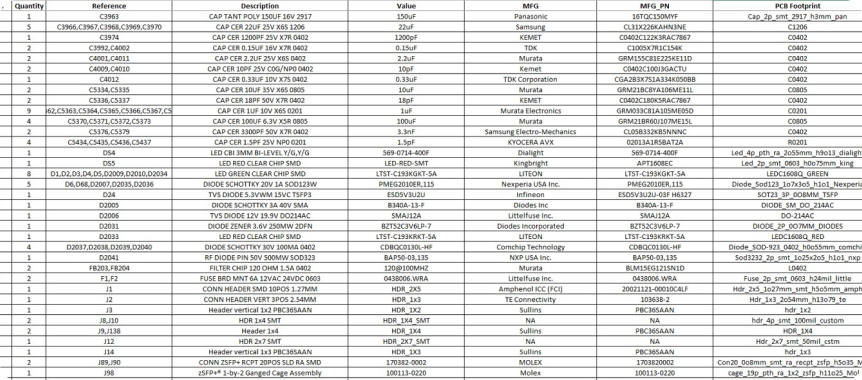 Quantity Reference Description Value MFG MFG_PN PCB Footprint
1 C3963 CAP TANT POLY 150UF 16V 2917 150uF Panasonic 16TQC150MYF Cap_2p_smt_2917_h3mm_pan
5 C3966,C3967,C3968,C3969,C3970 CAP CER 22UF 25V X6S 1206 22uF Samsung CL31X226KAHN3NE C1206
1 C3974 CAP CER 1200PF 25V X7R 0402 1200pF KEMET C0402C122K3RAC7867 C0402
2 C3992,C4002 CAP CER 0.15UF 16V X7R 0402 0.15uF TDK C1005X7R1C154K C0402
2 C4001,C4011 CAP CER 2.2UF 25V X6S 0402 2.2uF Murata GRM155C81E225KE11D C0402
2 C4009,C4010 CAP CER 10PF 25V C0G/NP0 0402 10pF Kemet C0402C100J3GACTU C0402
1 C4012 CAP CER 0.33UF 10V X7S 0402 0.33uF TDK Corporation CGA2B3X7S1A334K050BB C0402
2 C5334,C5335 CAP CER 10UF 35V X6S 0805 10uF Murata GRM21BC8YA106ME11L C0805
2 C5336,C5337 CAP CER 18PF 50V X7R 0402 18pF KEMET C0402C180K5RAC7867 C0402
9 i62,C5363,C5364,C5365,C5366,C5367,C5 CAP CER 1UF 10V X6S 0201 1uF Murata Electronics GRM033C81A105ME05D C0201
4 C5370,C5371,C5372,C5373 CAP CER 100UF 6.3V X5R 0805 100uF Murata GRM21BR60J107ME15L C0805
2 C5376,C5379 CAP CER 3300PF 50V X7R 0402 3.3nF Samsung Electro-Mechanics CL05B332KB5NNNC C0402
4 C5434,C5435,C5436,C5437 CAP CER 1.5PF 25V NP0 0201 1.5pF KYOCERA AVX 02013A1R5BAT2A R0201
1 DS4 LED CBI 3MM BI-LEVEL Y/G,Y/G 569-0714-400F Dialight 569-0714-400F Led_4p_pth_ra_2o55mm_h9o13_dialight
1 DS5 LED RED CLEAR CHIP SMD LED-RED-SMT Kingbright APT1608EC Led_2p_smt_0603_h0o75mm_king
8 D1,D2,D3,D4,D5,D2009,D2010,D2034 LED GREEN CLEAR CHIP SMD LTST-C193KGKT-5A LITEON LTST-C193KGKT-5A LEDC1608Q_GREEN
5 D6,D68,D2007,D2035,D2036 DIODE SCHOTTKY 20V 1A SOD123W PMEG2010ER,115 Nexperia USA Inc. PMEG2010ER,115 Diode_Sod123_1o7x3o5_h1o1_Nexperia
1 D24 TVS DIODE 5.3VWM 15VC TSFP3 ESD5V3U2U Infineon ESD5V3U2U-03F H6327 SOT23_3P_0O8MM_TSFP
1 D2005 DIODE SCHOTTKY 3A 40V SMA B340A-13-F Diodes Inc B340A-13-F DIODE_SM_DO_214AC
1 D2006 TVS DIODE 12V 19.9V DO214AC SMAJ12A Littelfuse Inc. SMAJ12A DO-214AC
1 D2031 DIODE ZENER 3.6V 250MW 2DFN BZT52C3V6LP-7 Diodes Incorporated BZT52C3V6LP-7 DIODE_2P_0O7MM_DIODES
1 D2033 LED RED CLEAR CHIP SMD LTST-C193KRKT-5A LITEON LTST-C193KRKT-5A LEDC1608Q_RED
4 D2037,D2038,D2039,D2040 DIODE SCHOTTKY 30V 100MA 0402 CDBQC0130L-HF Comchip Technology CDBQC0130L-HF Diode_SOD-923_0402_h0o55mm_comchi
1 D2041 RF DIODE PIN 50V 500MW SOD323 BAP50-03,135 NXP USA Inc. BAP50-03,135 Sod3232_2p_smt_1o25x2o5_h1o1_nxp
2 FB203,FB204 FILTER CHIP 120 OHM 1.5A 0402 120@100MHZ Murata BLM15EG121SN1D L0402
2 F1,F2 FUSE BRD MNT 6A 12VAC 24VDC 0603 0438006.WRA Littelfuse Inc. 0438006.WRA Fuse_2p_smt_0603_h24mil_little
1 J1 CONN HEADER SMD 10POS 1.27MM HDR_2X5 Amphenol ICC (FCI) 20021121-00010C4LF Hdr_2x5_1o27mm_smt_h5o5mm_amph
1 J2 CONN HEADER VERT 3POS 2.54MM HDR_1x3 TE Connectivity 103638-2 Hdr_1x3_2o54mm_h13o79_te
1 J3 Header vertical 1x2 PBC36SAAN HDR_1X2 Sullins PBC36SAAN hdr_1x2
2 J8,J10 HDR 1x4 SMT HDR_1X4_SMT NA NA hdr_4p_smt_100mil_custom
2 J9,J138 Header 1x4 HDR_1X4 Sullins PBC36SAAN HDR_1X4
1 J12 HDR 2x7 SMT HDR_2X7_SMT NA NA Hdr_2x7_smt_50mil_cstm
1 J14 Header vertical 1x3 PBC36SAAN HDR_1X3 Sullins PBC36SAAN hdr_1x3
2 J89,J90 CONN ZSFP+ RCPT 20POS SLD RA SMD 170382-0002 MOLEX 1703820002 Con20_0o8mm_smt_ra_recpt_zsfp_h5o35_M
1 J98 zSFP+® 1-by-2 Ganged Cage Assembly 100113-0220 Molex 100113-0220 cage_19p_pth_ra_1x2_zsfp_h11o25_Mol